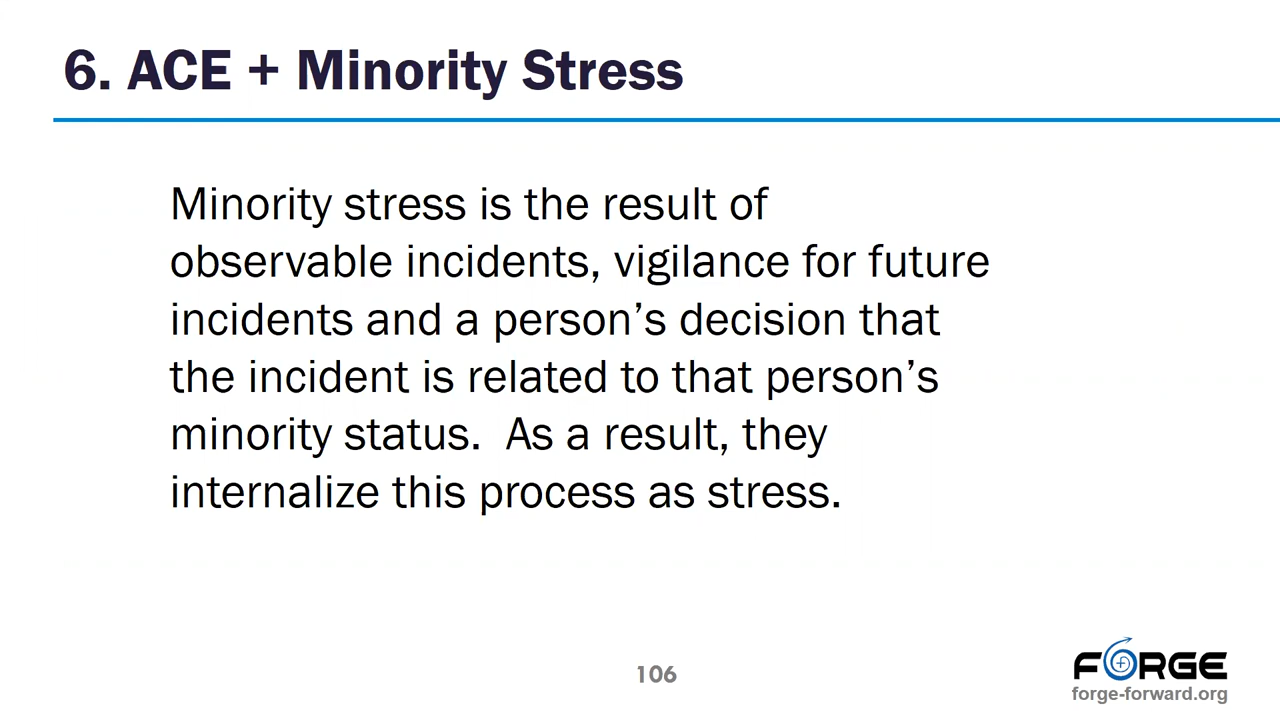 6. ACE + Minority Stress
Minority stress is the result of
observable incidents, vigilance for future
incidents and a person’s decision that
the incident is related to that person’s
minority status.  As a result, they
internalize this process as stress.
106
FORGE
forge-forward.org